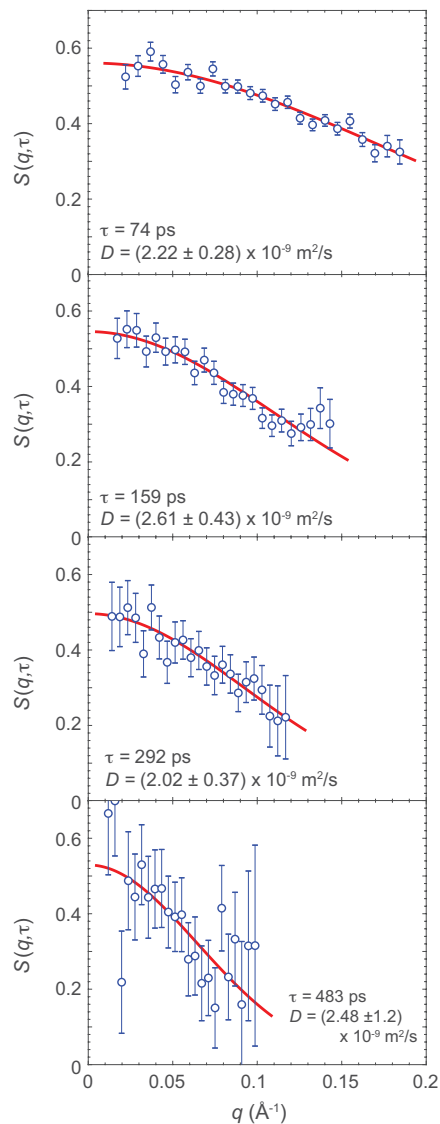 0.6
0.4
0.2
S(q,τ)
τ = 74 ps
D = (2.22 ± 0.28) x 10⁻⁹ m²/s
0
0.6
0.4
0.2
S(q,τ)
τ = 159 ps
D = (2.61 ± 0.43) x 10⁻⁹ m²/s
0
0.6
0.4
0.2
S(q,τ)
τ = 292 ps
D = (2.02 ± 0.37) x 10⁻⁹ m²/s
0
0.6
0.4
0.2
S(q,τ)
τ = 483 ps
D = (2.48 ±1.2)
x 10⁻⁹ m²/s
0
0 0.05 0.1 0.15 0.2
q (Å⁻¹)